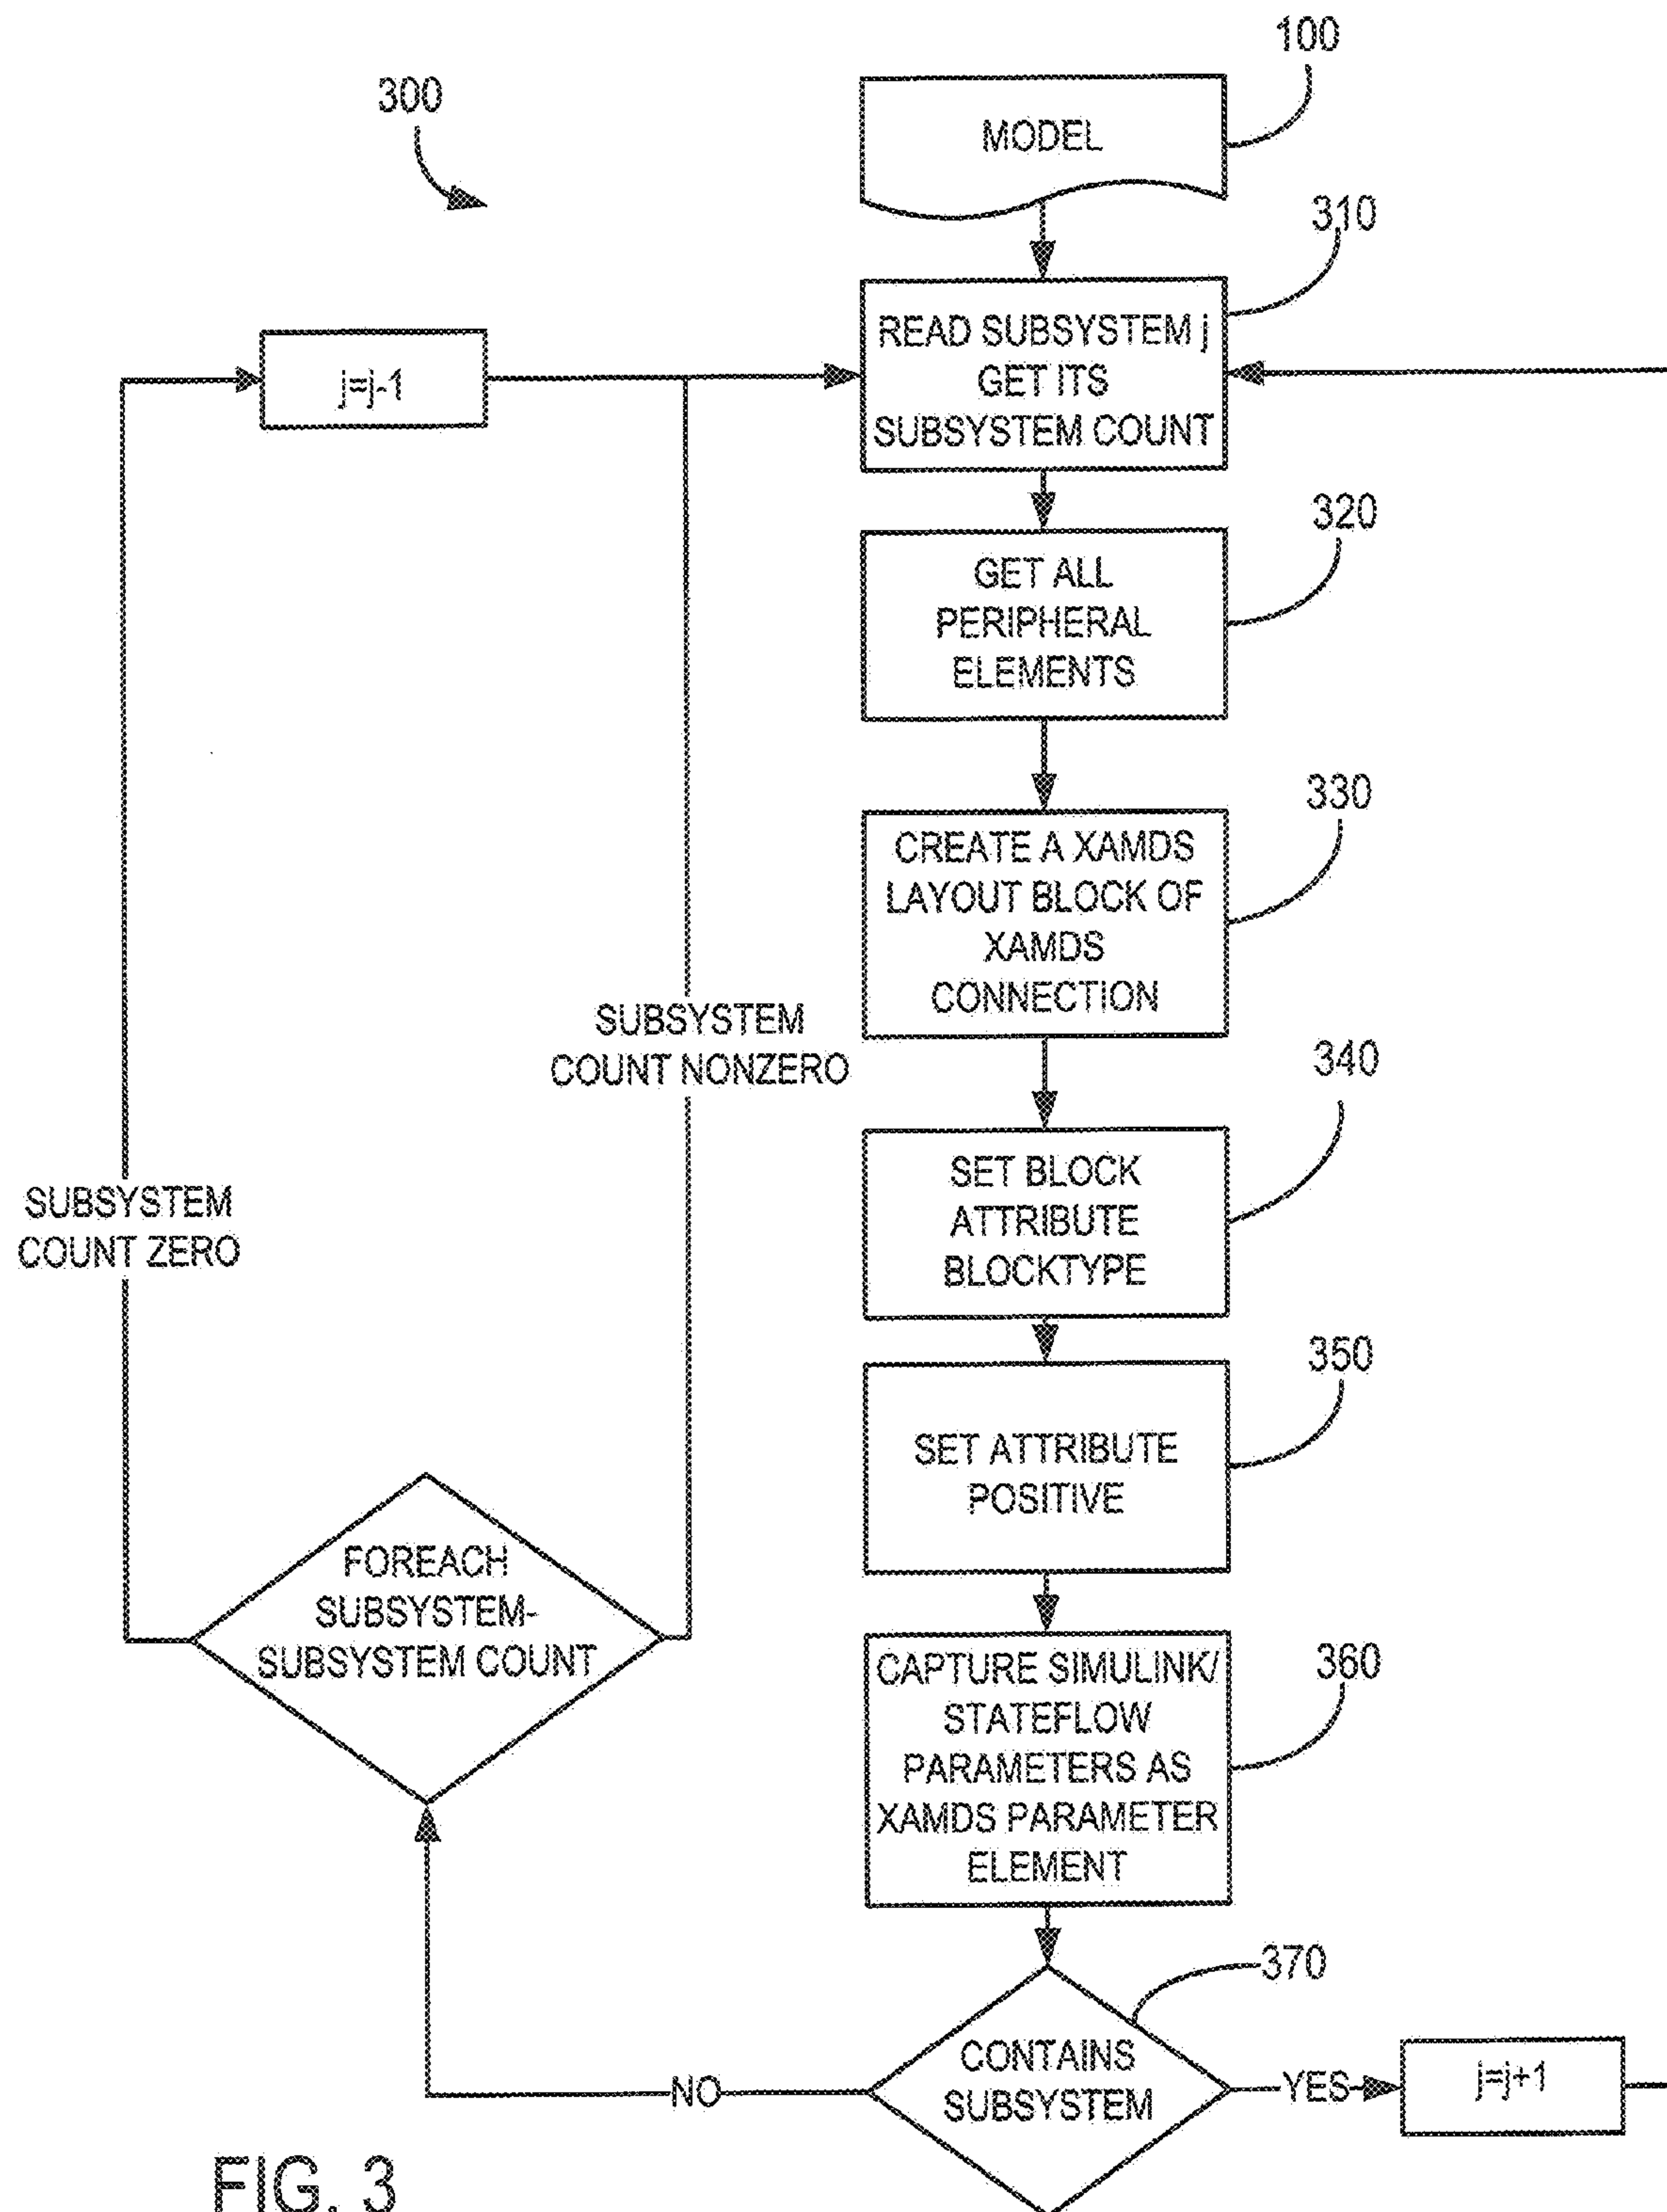 100
300
MODEL
310
READ SUBSYSTEM j
GET ITS
SUBSYSTEM COUNT
j=j-1
320
GET ALL
PERIPHERAL
ELEMENTS
330
CREATE A XAMDS
LAYOUT BLOCK OF
XAMDS
CONNECTION
SUBSYSTEM
COUNT NONZERO
340
SET BLOCK
ATTRIBUTE
BLOCKTYPE
SUBSYSTEM
COUNT ZERO
350
SET ATTRIBUTE
POSITIVE
FOREACH
SUBSYSTEM-
SUBSYSTEM COUNT
360
CAPTURE SIMULINK/
STATEFLOW
PARAMETERS AS
XAMDS PARAMETER
ELEMENT
370
CONTAINS
SUBSYSTEM
NO
YES
j=j+1
FIG. 3